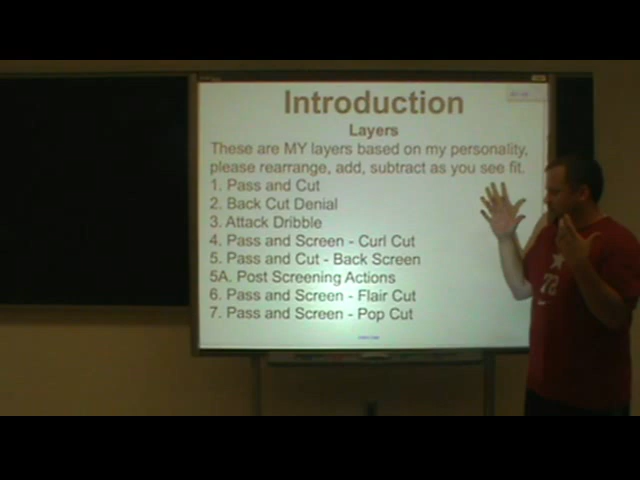 Introduction
Layers
These are MY layers based on my personality,
please rearrange, add, subtract as you see fit.
1. Pass and Cut
2. Back Cut Denial
3. Attack Dribble
4. Pass and Screen - Curl Cut
5. Pass and Cut - Back Screen
5A. Post Screening Actions
6. Pass and Screen - Flair Cut
7. Pass and Screen - Pop Cut